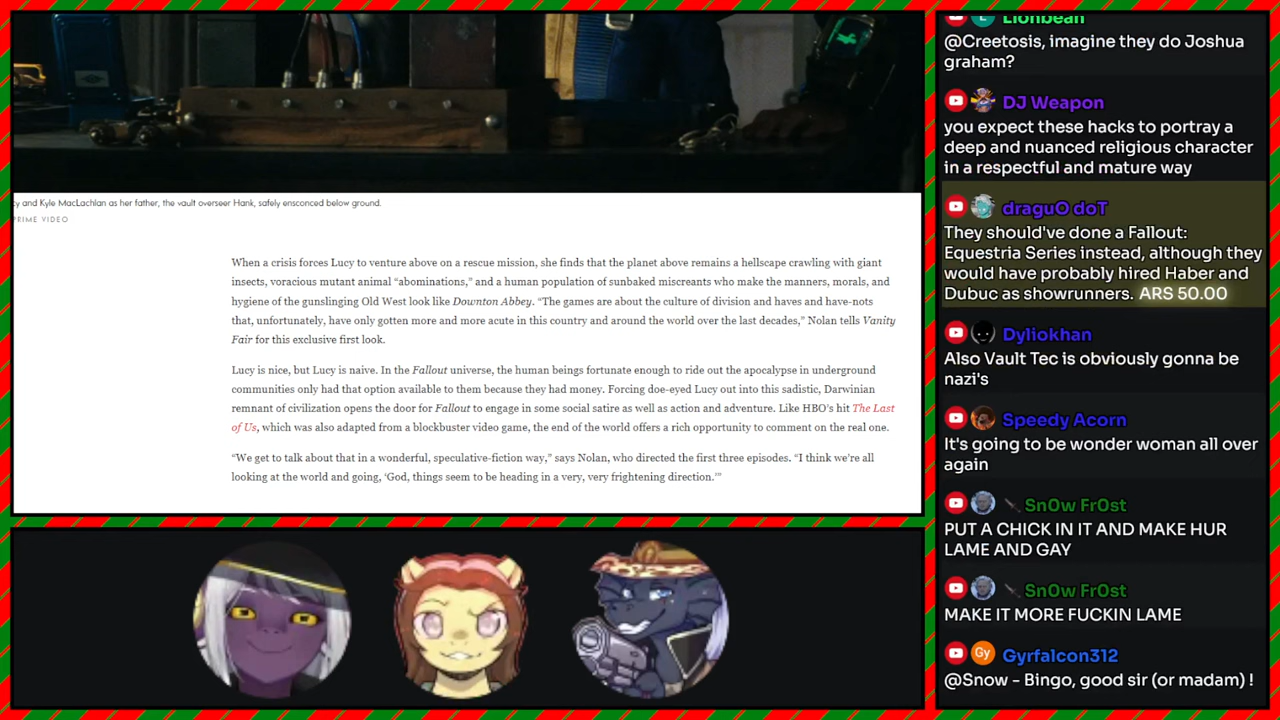 cy and Kyle MacLachlan as her father, the vault overseer Hank, safely ensconced below ground.
PRIME VIDEO
When a crisis forces Lucy to venture above on a rescue mission, she finds that the planet above remains a hellscape crawling with giant
insects, voracious mutant animal “abominations,” and a human population of sunbaked miscreants who make the manners, morals, and
hygiene of the gunslinging Old West look like Downton Abbey. “The games are about the culture of division and haves and have-nots
that, unfortunately, have only gotten more and more acute in this country and around the world over the last decades,” Nolan tells Vanity
Fair for this exclusive first look.
Lucy is nice, but Lucy is naive. In the Fallout universe, the human beings fortunate enough to ride out the apocalypse in underground
communities only had that option available to them because they had money. Forcing doe-eyed Lucy out into this sadistic, Darwinian
remnant of civilization opens the door for Fallout to engage in some social satire as well as action and adventure. Like HBO’s hit The Last
of Us, which was also adapted from a blockbuster video game, the end of the world offers a rich opportunity to comment on the real one.
“We get to talk about that in a wonderful, speculative-fiction way,” says Nolan, who directed the first three episodes. “I think we’re all
looking at the world and going, ‘God, things seem to be heading in a very, very frightening direction.’”
L Lionbean
@Creetosis, imagine they do Joshua
graham?
DJ Weapon
you expect these hacks to portray a
deep and nuanced religious character
in a respectful and mature way
draguO doT
They should've done a Fallout:
Equestria Series instead, although they
would have probably hired Haber and
Dubuc as showrunners. ARS 50.00
Dyliokhan
Also Vault Tec is obviously gonna be
nazi's
Speedy Acorn
It's going to be wonder woman all over
again
Sn0w Fr0st
PUT A CHICK IN IT AND MAKE HUR
LAME AND GAY
Sn0w Fr0st
MAKE IT MORE FUCKIN LAME
Gy Gyrfalcon312
@Snow - Bingo, good sir (or madam) !